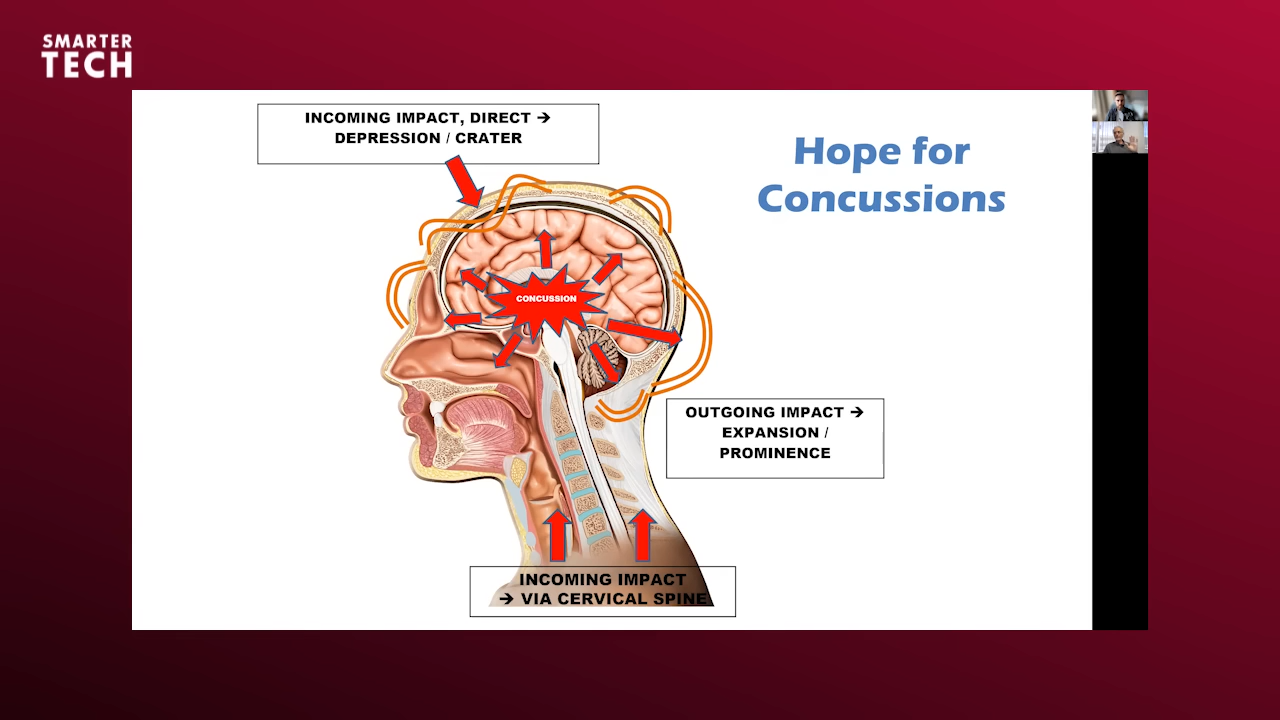 SMARTER
TECH
INCOMING IMPACT, DIRECT →
DEPRESSION / CRATER
Hope for
Concussions
CONCUSSION
OUTGOING IMPACT →
EXPANSION /
PROMINENCE
INCOMING IMPACT
→ VIA CERVICAL SPINE